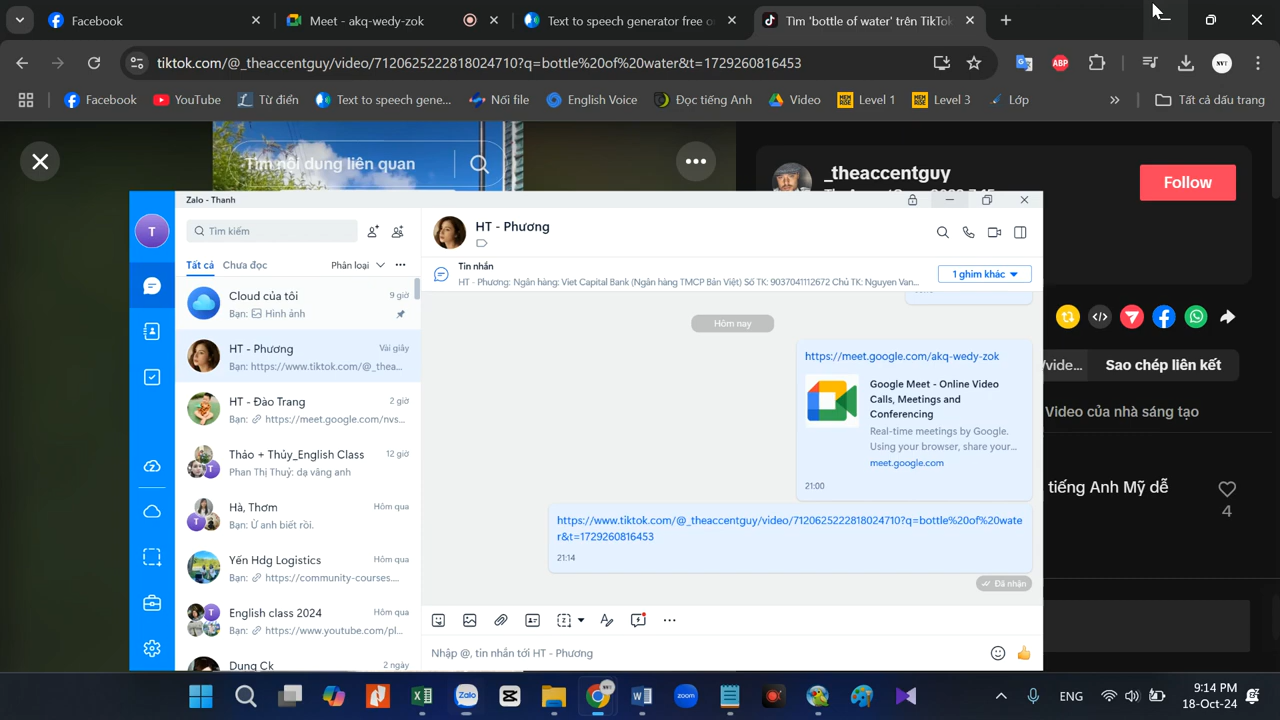 Facebook
Meet - akq-wedy-zok
Text to speech generator free o
Tìm 'bottle of water' trên TikTok
tiktok.com/@_theaccentguy/video/7120625222818024710?q=bottle%20of%20water&t=1729260816453
Facebook
YouTube
Từ điển
Text to speech gene...
Nối file
English Voice
Đọc tiếng Anh
Video
Level 1
Level 3
Lớp
Tất cả dấu trang
Tìm nội dung liên quan
_theaccentguy
Follow
Zalo - Thanh
T
Tìm kiếm
Tất cả
Chưa đọc
Phân loại
Cloud của tôi
9 giờ
Bạn: Hình ảnh
HT - Phương
Vài giây
Bạn: https://www.tiktok.com/@_thea...
HT - Đào Trang
2 giờ
Bạn: https://meet.google.com/nvs...
Thảo + Thúy_English Class
12 giờ
Phan Thị Thuý: dạ vâng anh
Hà, Thơm
Hôm qua
Bạn: Ừ anh biết rồi.
Yến Hdg Logistics
Hôm qua
Bạn: https://community-courses....
English class 2024
Hôm qua
Bạn: https://www.youtube.com/pl...
Dung Ck
2 ngày
HT - Phương
Tin nhắn
HT - Phương: Ngân hàng: Viet Capital Bank (Ngân hàng TMCP Bản Việt) Số TK: 9037041112672 Chủ TK: Nguyen Van...
1 ghim khác
Hôm nay
https://meet.google.com/akq-wedy-zok
Google Meet - Online Video
Calls, Meetings and
Conferencing
Real-time meetings by Google.
Using your browser, share your...
meet.google.com
21:00
https://www.tiktok.com/@_theaccentguy/video/7120625222818024710?q=bottle%20of%20wate
r&t=1729260816453
21:14
Đã nhận
Nhập @, tin nhắn tới HT - Phương
/vide...
Sao chép liên kết
Video của nhà sáng tạo
tiếng Anh Mỹ dễ
4
ENG
9:14 PM
18-Oct-24